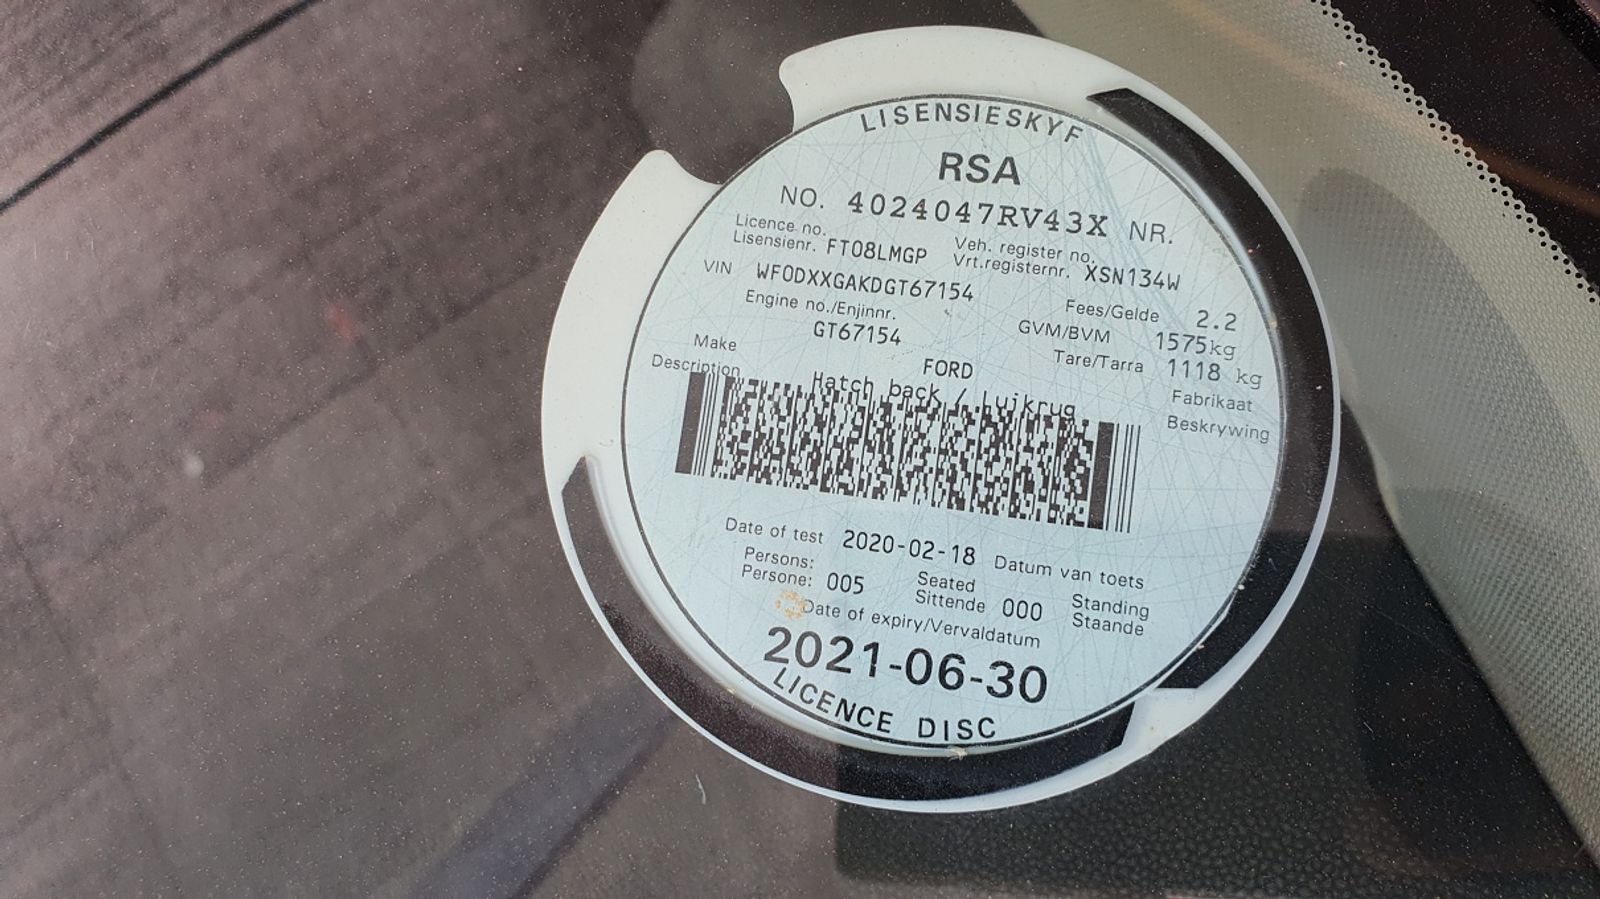 LISENSIESKYF
RSA
NO. 4024047RV43X NR.
Licence no. Veh. register no.
Lisensienr. FT08LMGP Vrt.registernr. XSN134W
VIN WF0DXXGAKDGT67154
Fees/Gelde 2.2
Engine no./Enjinnr. GVM/BVM 1575kg
GT67154 Tare/Tarra 1118 kg
Make FORD Fabrikaat
Description Hatch back / Luikrug Beskrywing
Date of test 2020-02-18 Datum van toets
Persons: Seated Standing
Persone: 005 Sittende 000 Staande
Date of expiry/Vervaldatum
2021-06-30
LICENCE DISC